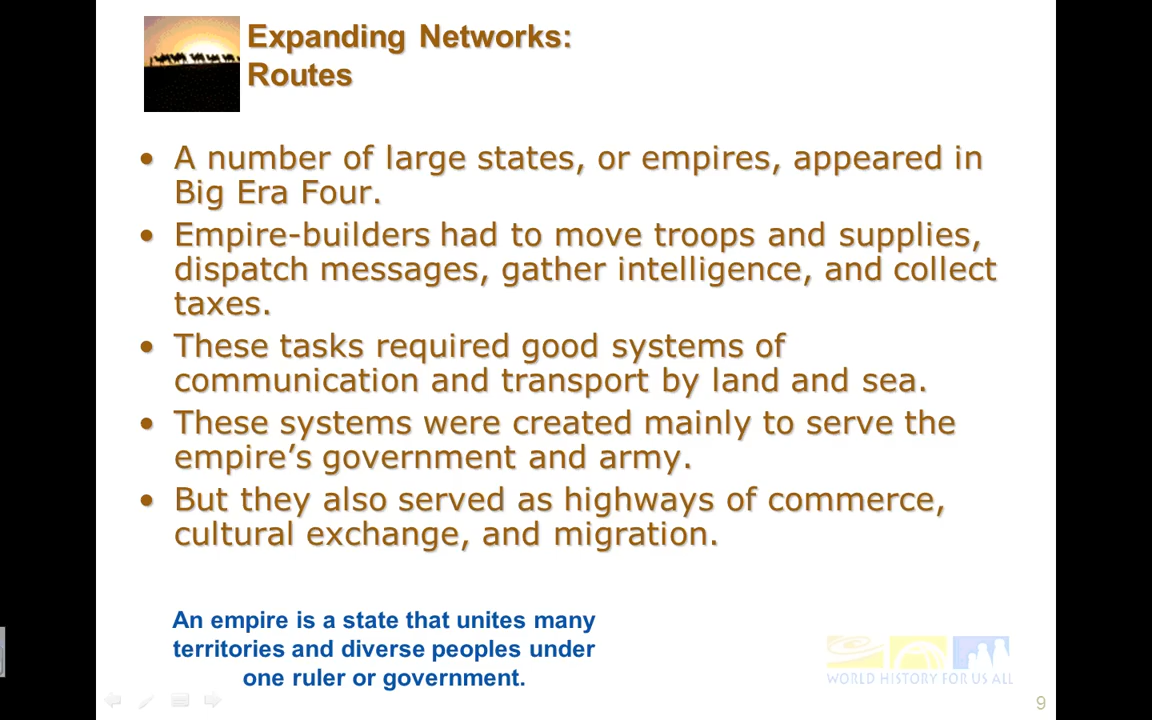 Expanding Networks:
Routes
• A number of large states, or empires, appeared in
Big Era Four.
• Empire-builders had to move troops and supplies,
dispatch messages, gather intelligence, and collect
taxes.
• These tasks required good systems of
communication and transport by land and sea.
• These systems were created mainly to serve the
empire’s government and army.
• But they also served as highways of commerce,
cultural exchange, and migration.
An empire is a state that unites many
territories and diverse peoples under
one ruler or government.
WORLD HISTORY FOR US ALL
9